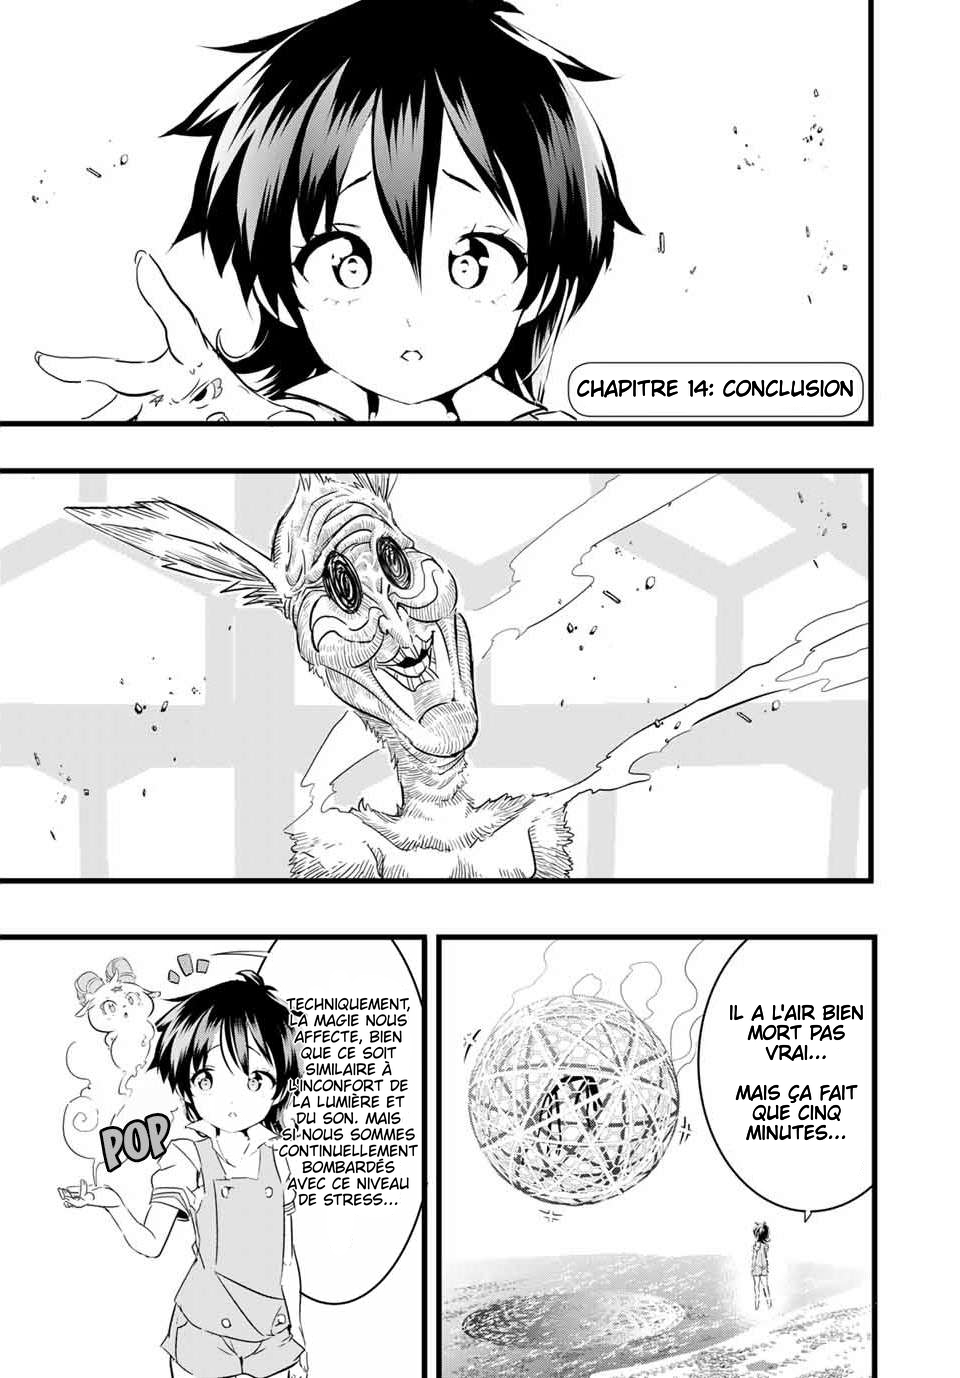 CHAPITRE 14: CONCLUSION
IL A L'AIR BIEN
MORT PAS
VRAI...
MAIS ÇA FAIT
QUE CINQ
MINUTES...
TECHNIQUEMENT,
LA MAGIE NOUS
AFFECTE, BIEN
QUE CE SOIT
SIMILAIRE À
L'INCONFORT DE
LA LUMIÈRE ET
DU SON. MAIS
SI NOUS SOMMES
CONTINUELLEMENT
BOMBARDÉS
AVEC CE NIVEAU
DE STRESS...
POP